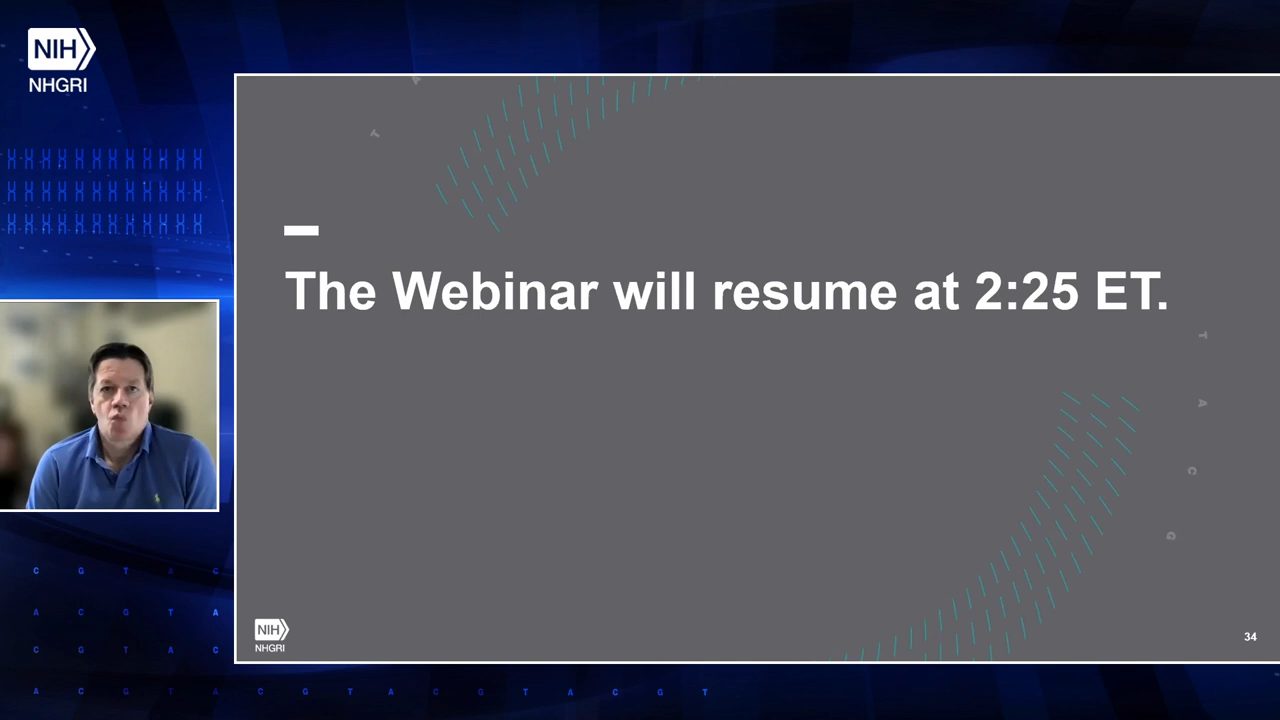 NIH
NHGRI
T
The Webinar will resume at 2:25 ET.
T
A
C
G
NIH
NHGRI
34
C G T A C
A C G T A
C G T A C
A C G T A C G T A C G T A C G T